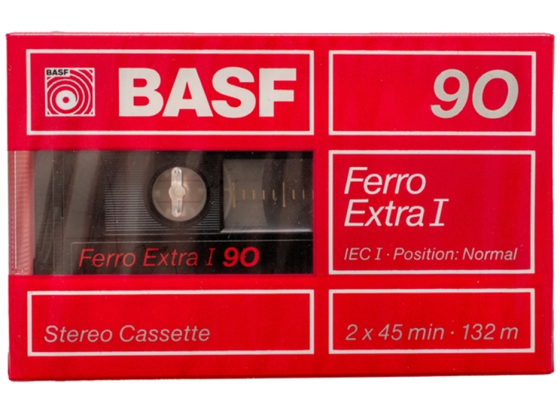 BASF
BASF
90
Ferro
Extra I
IEC I · Position: Normal
Ferro Extra I 90
Stereo Cassette
2 x 45 min · 132 m